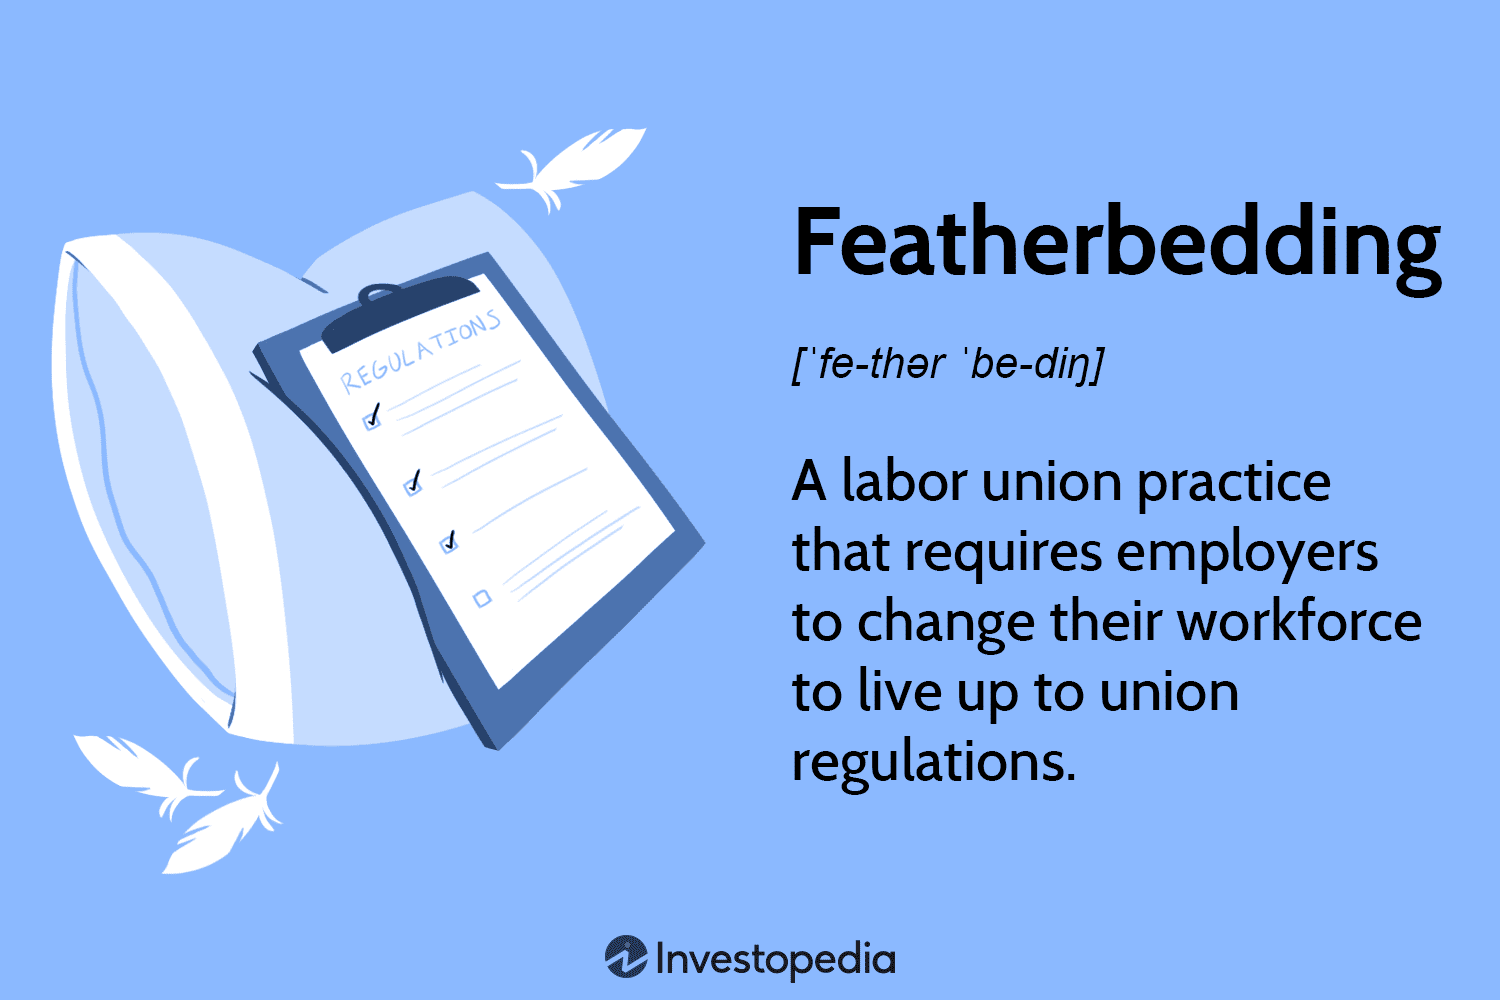 REGULATIONS
Featherbedding
[ˈfe-thər ˈbe-diŋ]
A labor union practice
that requires employers
to change their workforce
to live up to union
regulations.
Investopedia